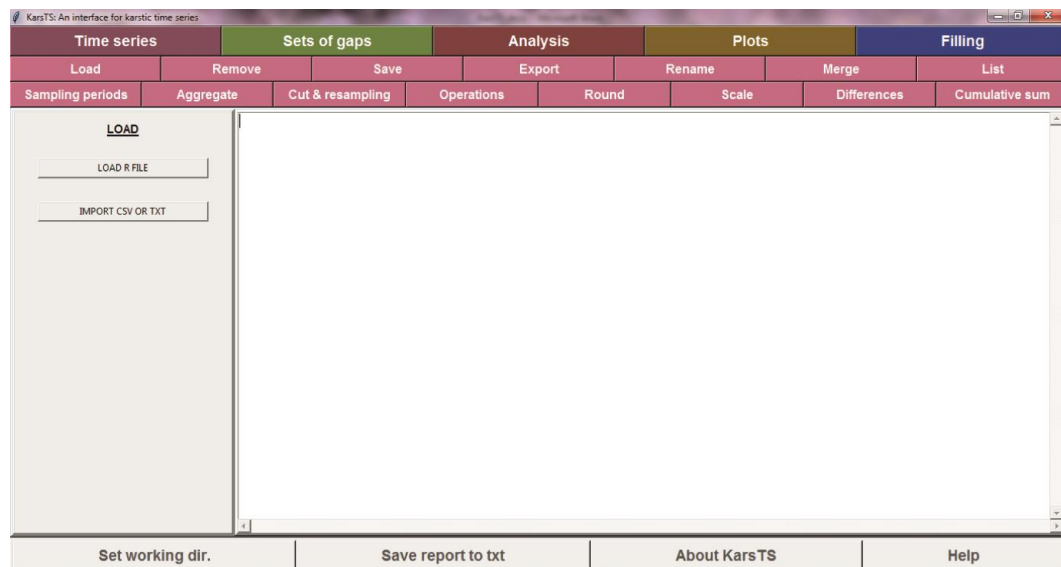 KarsTS: An interface for karstic time series
Time series Sets of gaps Analysis Plots Filling
Load Remove Save Export Rename Merge List
Sampling periods Aggregate Cut & resampling Operations Round Scale Differences Cumulative sum
LOAD
LOAD R FILE
IMPORT CSV OR TXT
Set working dir. Save report to txt About KarsTS Help